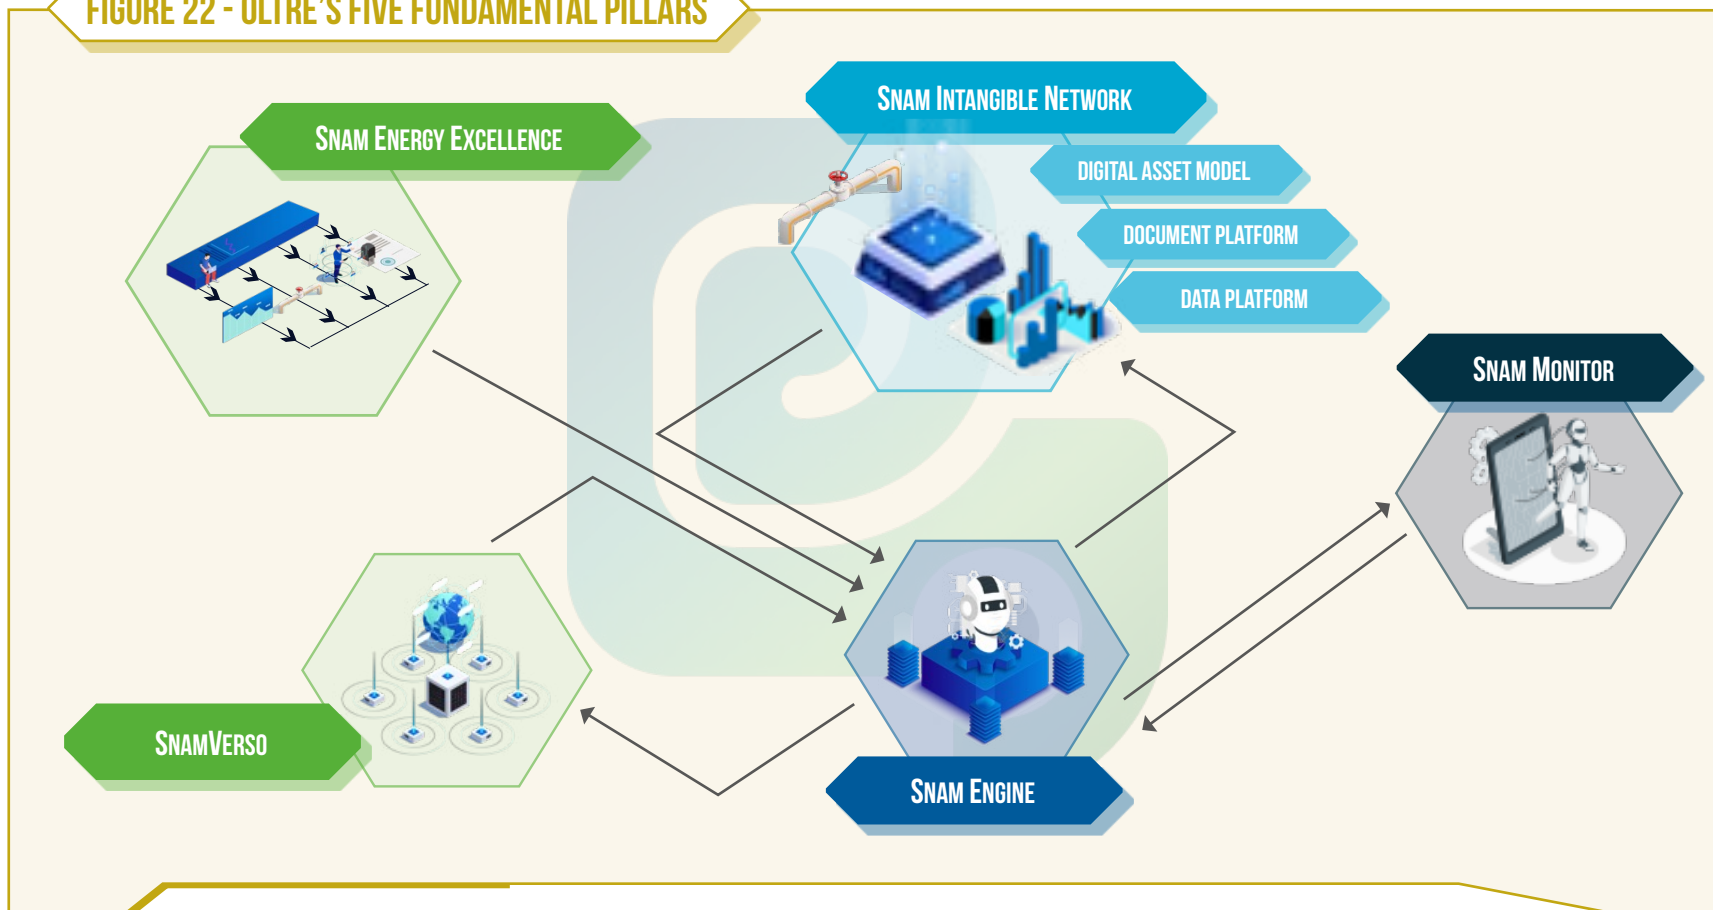 FIGURE 22 - OLTRE'S FIVE FUNDAMENTAL PILLARS
SNAM INTANGIBLE NETWORK
SNAM ENERGY EXCELLENCE
DIGITAL ASSET MODEL
DOCUMENT PLATFORM
DATA PLATFORM
SNAM MONITOR
SNAMVERSO
SNAM ENGINE